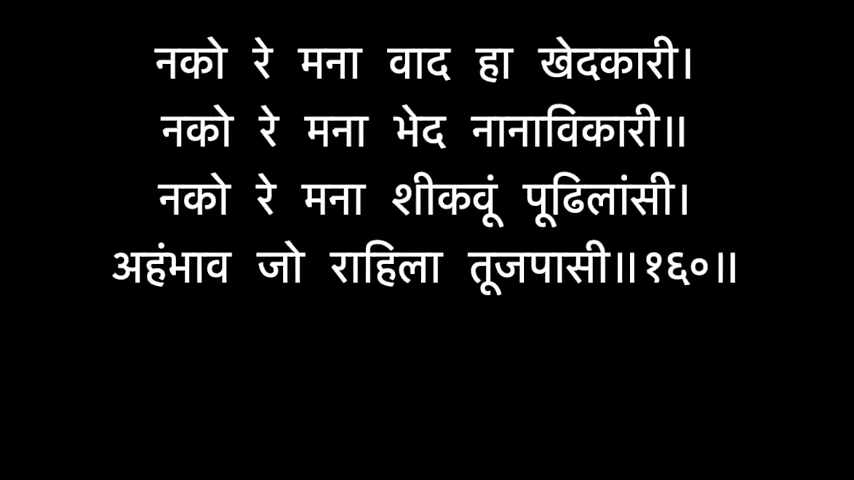 नको रे मना वाद हा खेदकारी।
नको रे मना भेद नानाविकारी॥
नको रे मना शीकवूं पूढिलांसी।
अहंभाव जो राहिला तूजपासी॥१६०॥